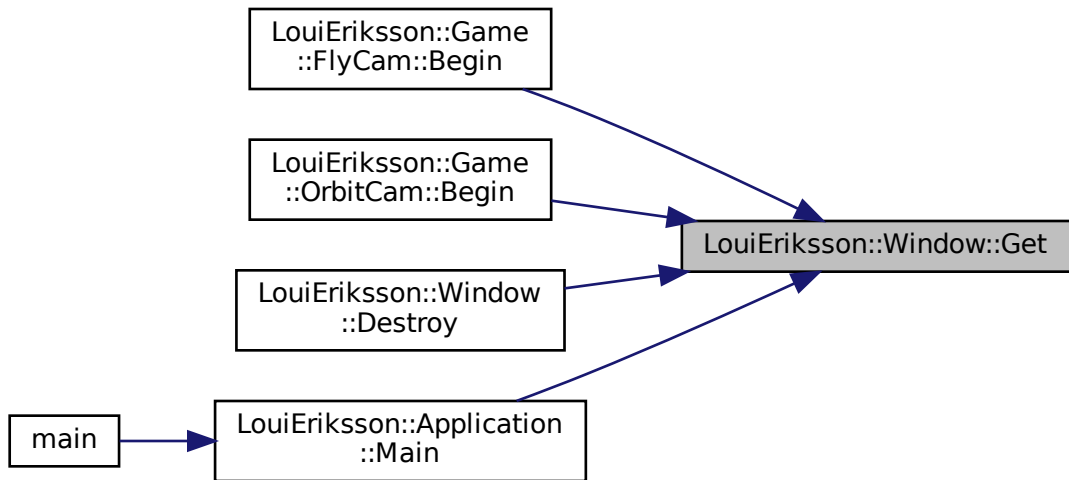 LouiEriksson::Game
::FlyCam::Begin
LouiEriksson::Game
::OrbitCam::Begin
LouiEriksson::Window::Get
LouiEriksson::Window
::Destroy
main
LouiEriksson::Application
::Main